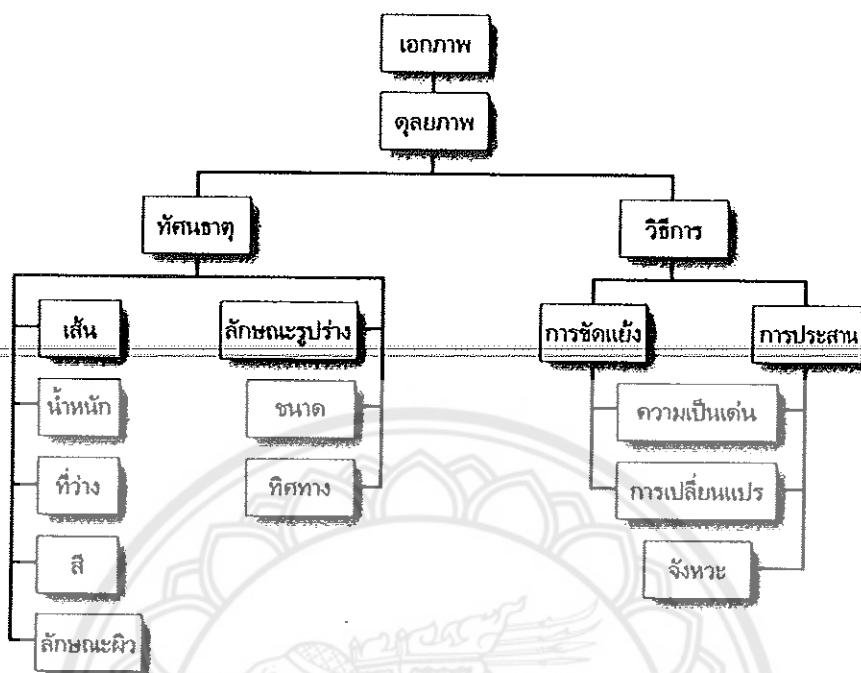 เอกภาพ
ดุลยภาพ
ทัศนธาตุ
วิธีการ
เส้น
ลักษณะรูปร่าง
การขัดแย้ง
การประสาน
น้ำหนัก
ขนาด
ความเป็นเด่น
ที่ว่าง
ทิศทาง
การเปลี่ยนแปร
สี
จังหวะ
ลักษณะผิว